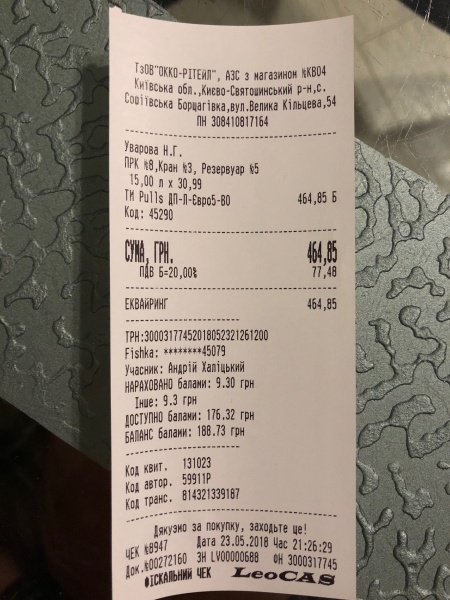 ТзОВ"ОККО-РІТЕЙЛ", АЗС з магазином №КВ04
Київська обл.,Києво-Святошинський р-н,с.
Софіївська Борщагівка,вул.Велика Кільцева,54
ПН 308410817164
Уварова Н.Г.
ПРК №8,Кран №3, Резервуар №5
15,00 л х 30,99
ТМ Pulls ДП-Л-Євро5-В0 464,85 Б
Код: 45290
СУМА, ГРН. 464,85
ПДВ Б=20,00% 77,48
ЕКВАЙРИНГ 464,85
ТРН:300031774520180523212612​00
Fishka: ********45079
Учасник: Андрій Халіцький
НАРАХОВАНО балами: 9.30 грн
Інше: 9.3 грн
ДОСТУПНО балами: 176.32 грн
БАЛАНС балами: 188.73 грн
Код квит. 131023
Код автор. 59911P
Код транс. 814321339187
Дякуэмо за покупку, заходьте ще!
ЧЕК №8947 Дата 23.05.2018 Час 21:26:29
Док.№00272160 ЗН LV00000688 ФН 3000317745
ФІСКАЛЬНИЙ ЧЕК LeoCAS